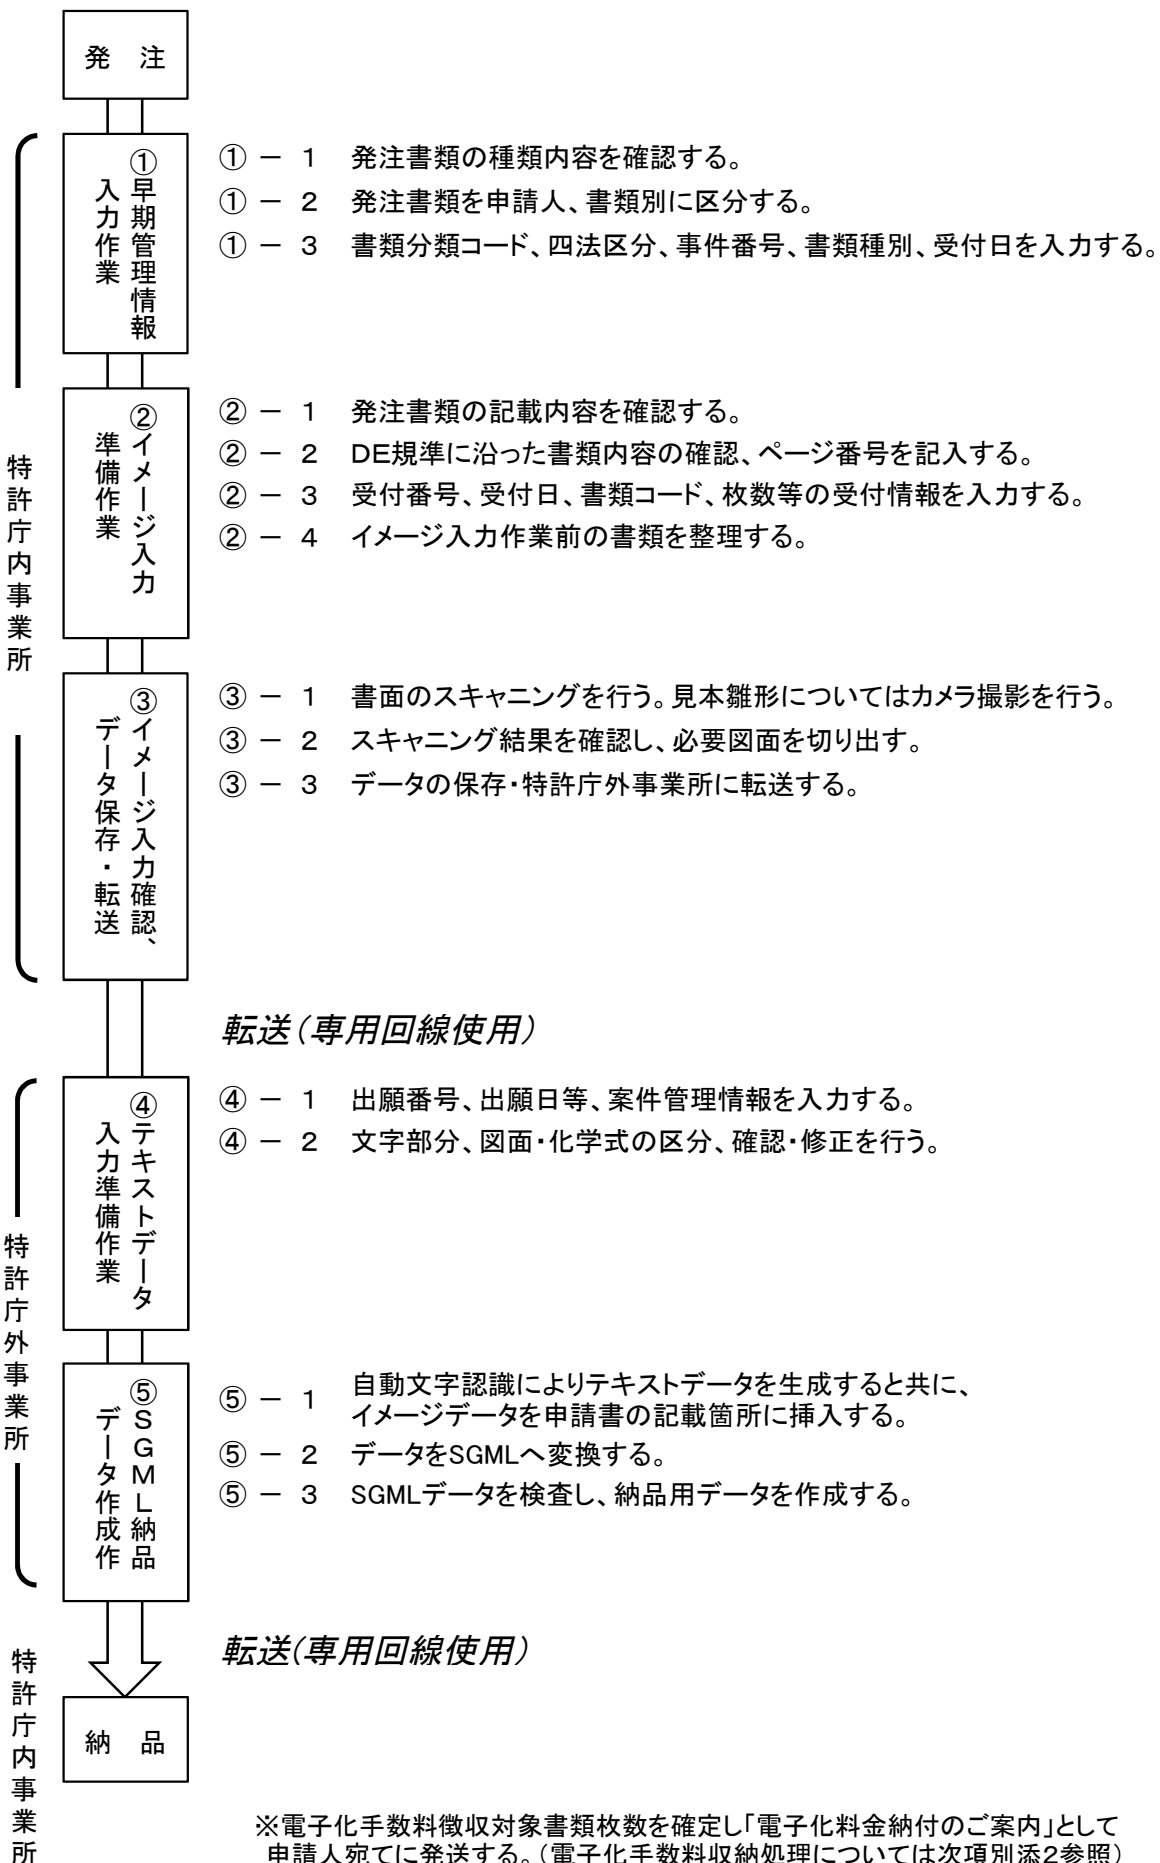 発　注
特許庁内事業所
①早期管理情報
入力作業
①－１　発注書類の種類内容を確認する。
①－２　発注書類を申請人、書類別に区分する。
①－３　書類分類コード、四法区分、事件番号、書類種別、受付日を入力する。
②イメージ入力
準備作業
②－１　発注書類の記載内容を確認する。
②－２　DE規準に沿った書類内容の確認、ページ番号を記入する。
②－３　受付番号、受付日、書類コード、枚数等の受付情報を入力する。
②－４　イメージ入力作業前の書類を整理する。
③イメージ入力確認、
データ保存・転送
③－１　書面のスキャニングを行う。見本雛形についてはカメラ撮影を行う。
③－２　スキャニング結果を確認し、必要図面を切り出す。
③－３　データの保存・特許庁外事業所に転送する。
転送（専用回線使用）
特許庁外事業所
④テキストデータ
入力準備作業
④－１　出願番号、出願日等、案件管理情報を入力する。
④－２　文字部分、図面・化学式の区分、確認・修正を行う。
⑤ＳＧＭＬ納品
データ作成作
⑤－１　自動文字認識によりテキストデータを生成すると共に、
イメージデータを申請書の記載箇所に挿入する。
⑤－２　データをSGMLへ変換する。
⑤－３　SGMLデータを検査し、納品用データを作成する。
転送（専用回線使用）
特許庁内事業所
納　品
※電子化手数料徴収対象書類枚数を確定し「電子化料金納付のご案内」として
申請人宛てに発送する。（電子化手数料収納処理については次項別添２参照）